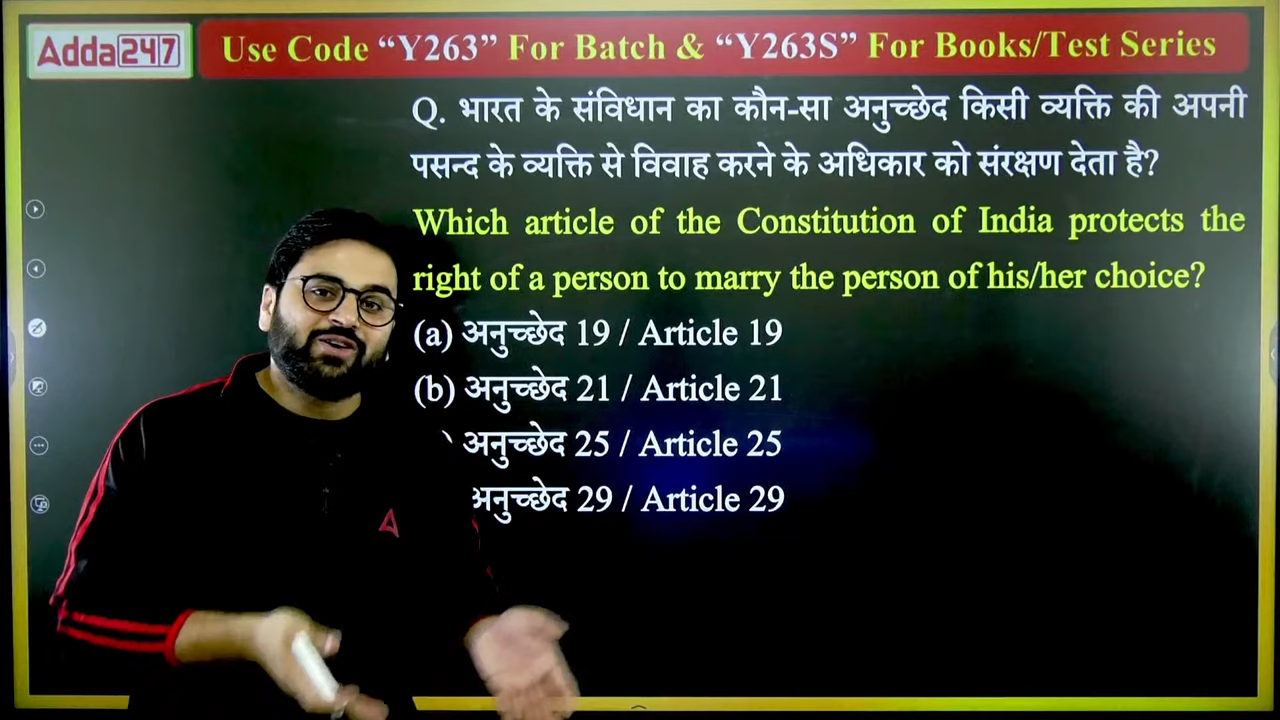 Adda247
Use Code “Y263” For Batch & “Y263S” For Books/Test Series
Q. भारत के संविधान का कौन-सा अनुच्छेद किसी व्यक्ति की अपनी
पसन्द के व्यक्ति से विवाह करने के अधिकार को संरक्षण देता है?
Which article of the Constitution of India protects the
right of a person to marry the person of his/her choice?
(a) अनुच्छेद 19 / Article 19
(b) अनुच्छेद 21 / Article 21
) अनुच्छेद 25 / Article 25
अनुच्छेद 29 / Article 29